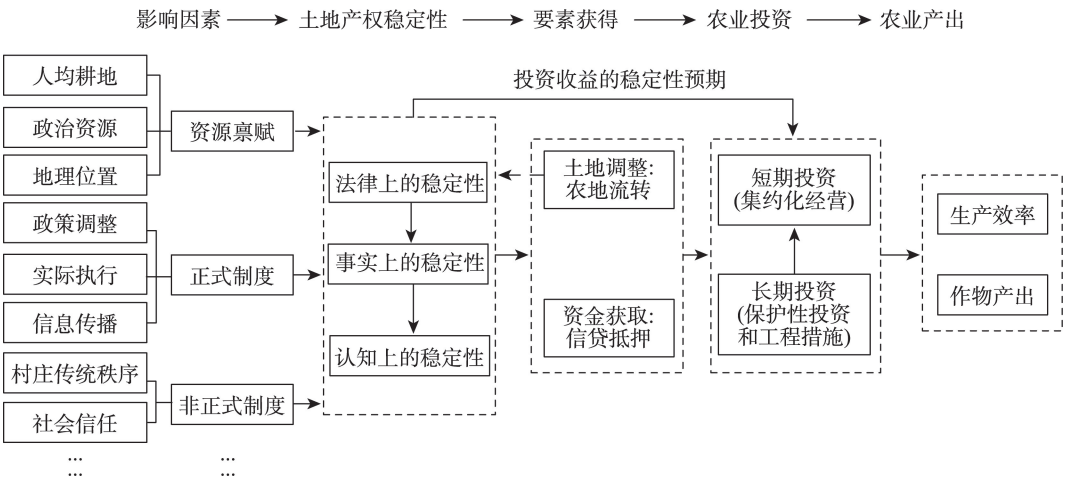 影响因素
土地产权稳定性
要素获得
农业投资
农业产出
投资收益的稳定性预期
人均耕地
政治资源
地理位置
资源禀赋
政策调整
实际执行
信息传播
正式制度
村庄传统秩序
社会信任
非正式制度
...
...
...
...
法律上的稳定性
事实上的稳定性
认知上的稳定性
土地调整:
农地流转
资金获取:
信贷抵押
短期投资
(集约化经营)
长期投资
(保护性投资
和工程措施)
生产效率
作物产出